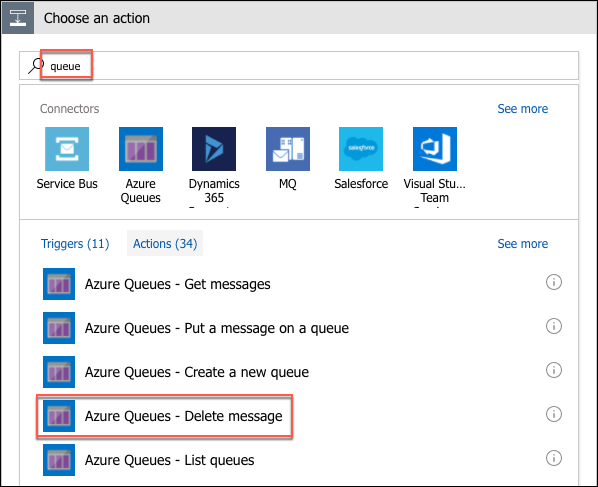 Choose an action
queue
Connectors
See more
Service Bus
Azure
Queues
Dynamics
365
MQ
Salesforce
Visual Stu...
Team
Triggers (11)
Actions (34)
See more
Azure Queues - Get messages
Azure Queues - Put a message on a queue
Azure Queues - Create a new queue
Azure Queues - Delete message
Azure Queues - List queues